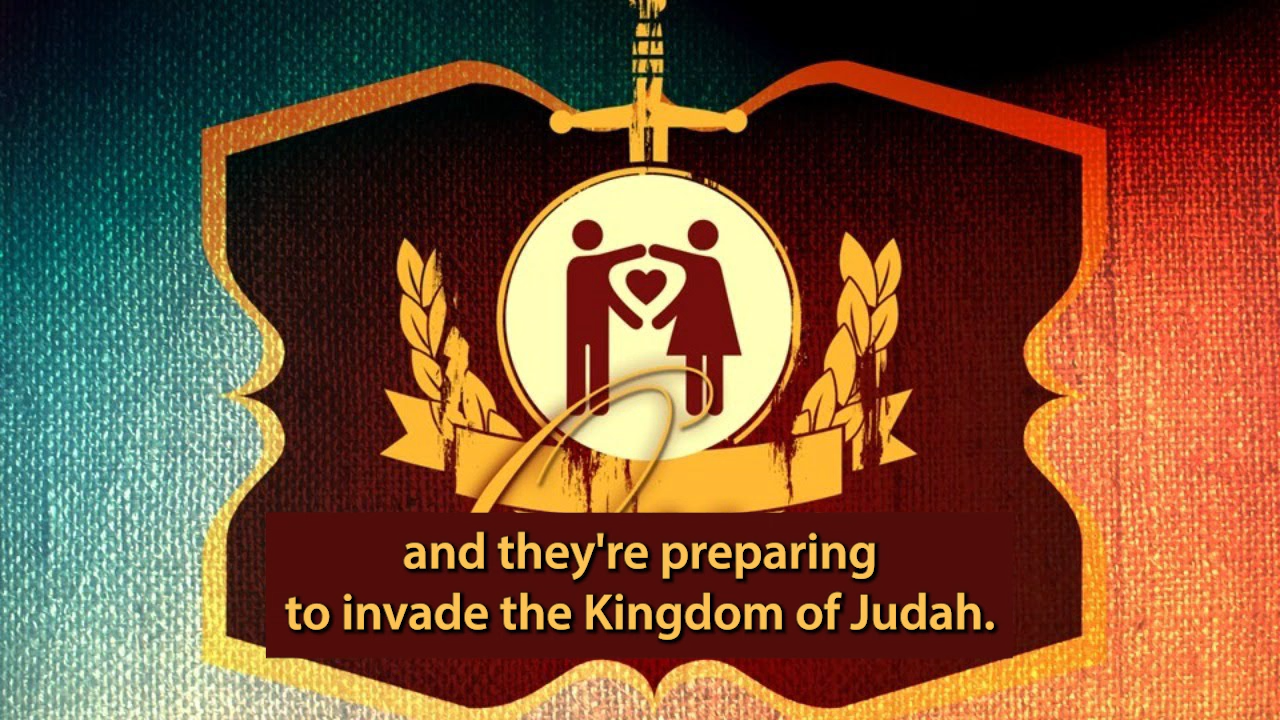 and they're preparing
to invade the Kingdom of Judah.